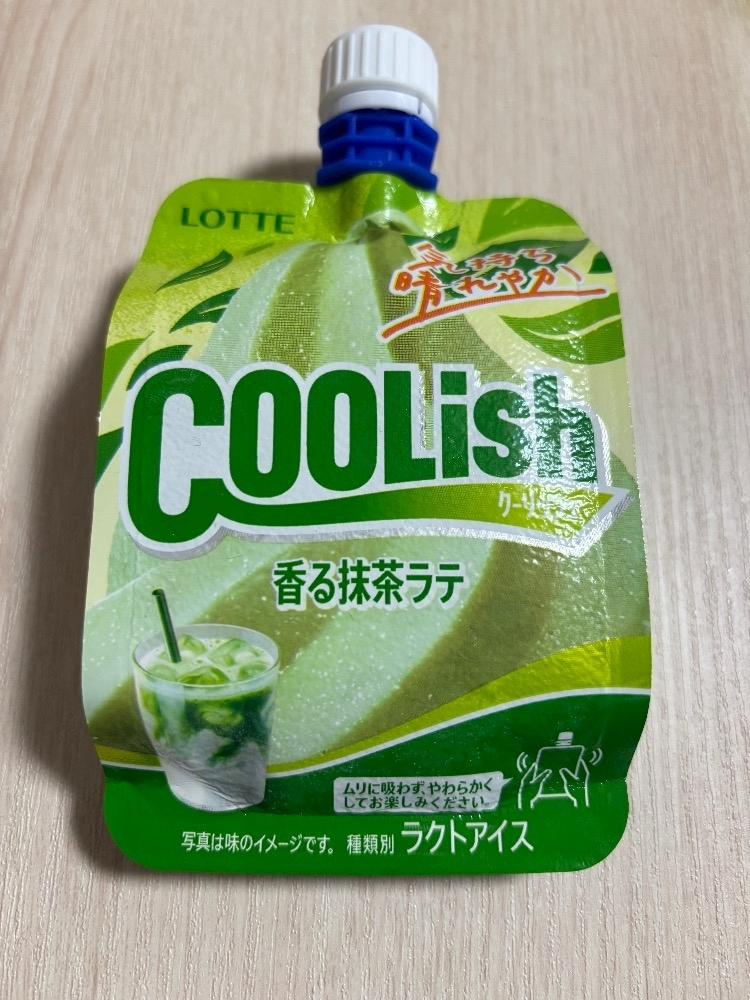 LOTTE
気持ち
晴れやか
COOLish
クーリッシュ
香る抹茶ラテ
ムリに吸わず、やわらかく
してお楽しみください。
写真は味のイメージです。 種類別 ラクトアイス